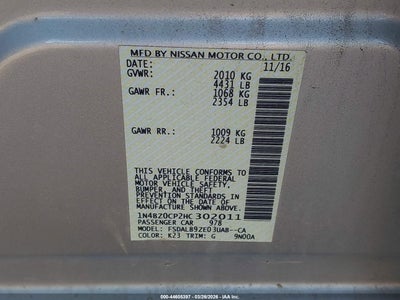 MFD BY NISSAN MOTOR CO., LTD.
DATE: 11/16
GVWR: 2010 KG
4431 LB
GAWR FR.: 1068 KG
2354 LB
GAWR RR.: 1009 KG
2224 LB
THIS VEHICLE CONFORMS TO
ALL APPLICABLE FEDERAL
MOTOR VEHICLE SAFETY,
BUMPER, AND THEFT
PREVENTION STANDARDS IN
EFFECT ON THE DATE OF
MANUFACTURE SHOWN ABOVE.
1N4BZ0CP2HC302011
PASSENGER CAR 978
MODEL: FSDALB9ZE03UAB--CA
COLOR: K23 TRIM: G 9N00A
000-44655397 - 03/28/2026 - IAAI.COM